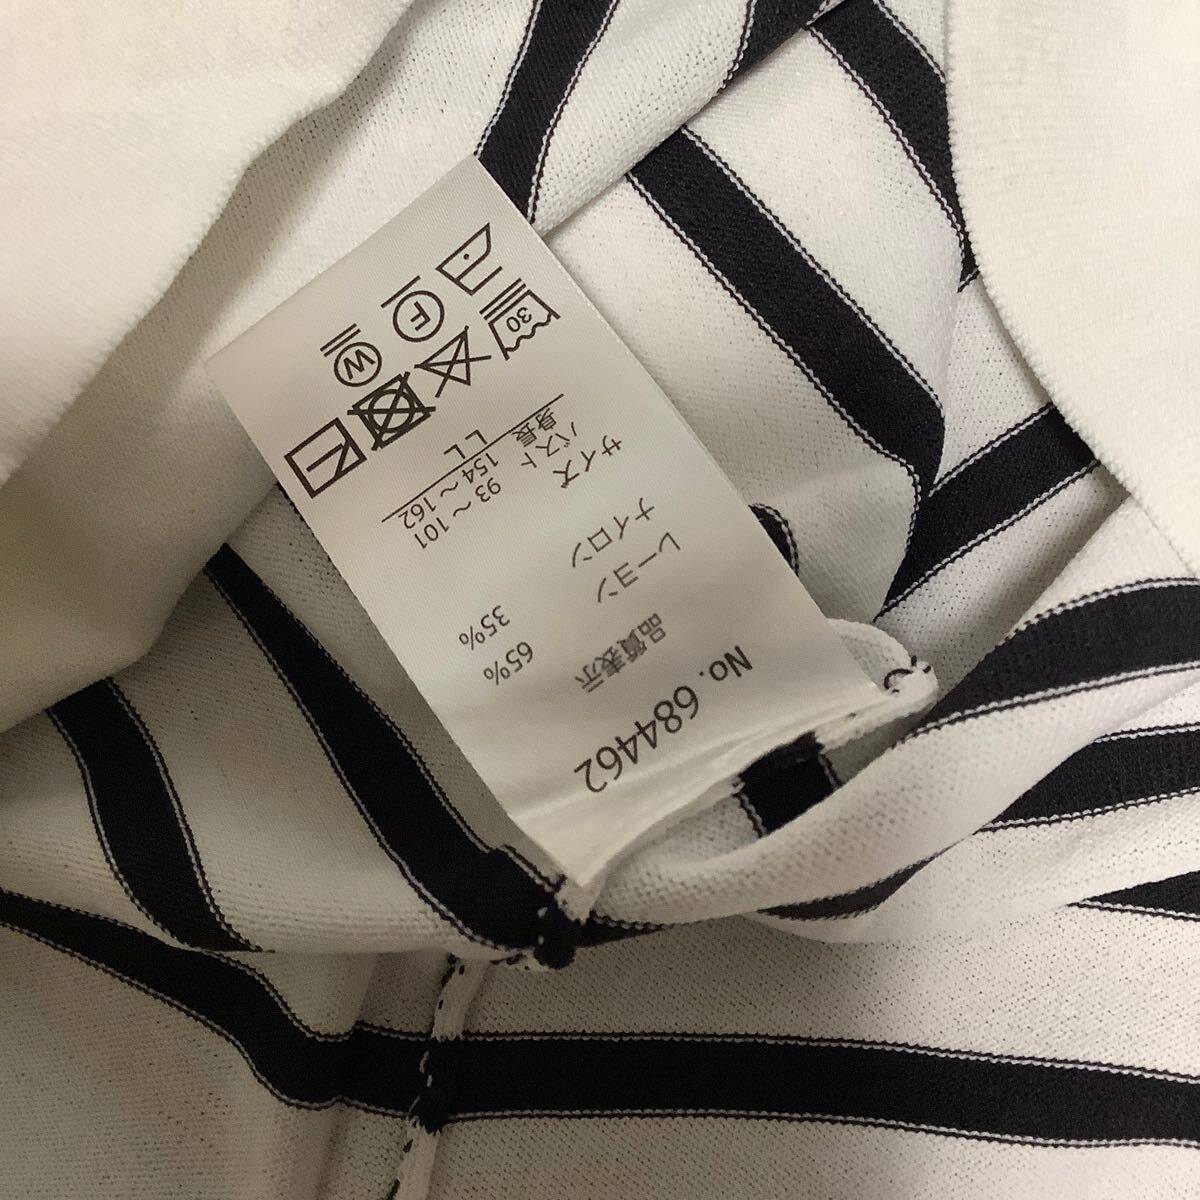 No. 684462
品質表示
レーヨン 65%
ナイロン 35%
サイズ LL
バスト 93～101
身長 154～162
30
F
W